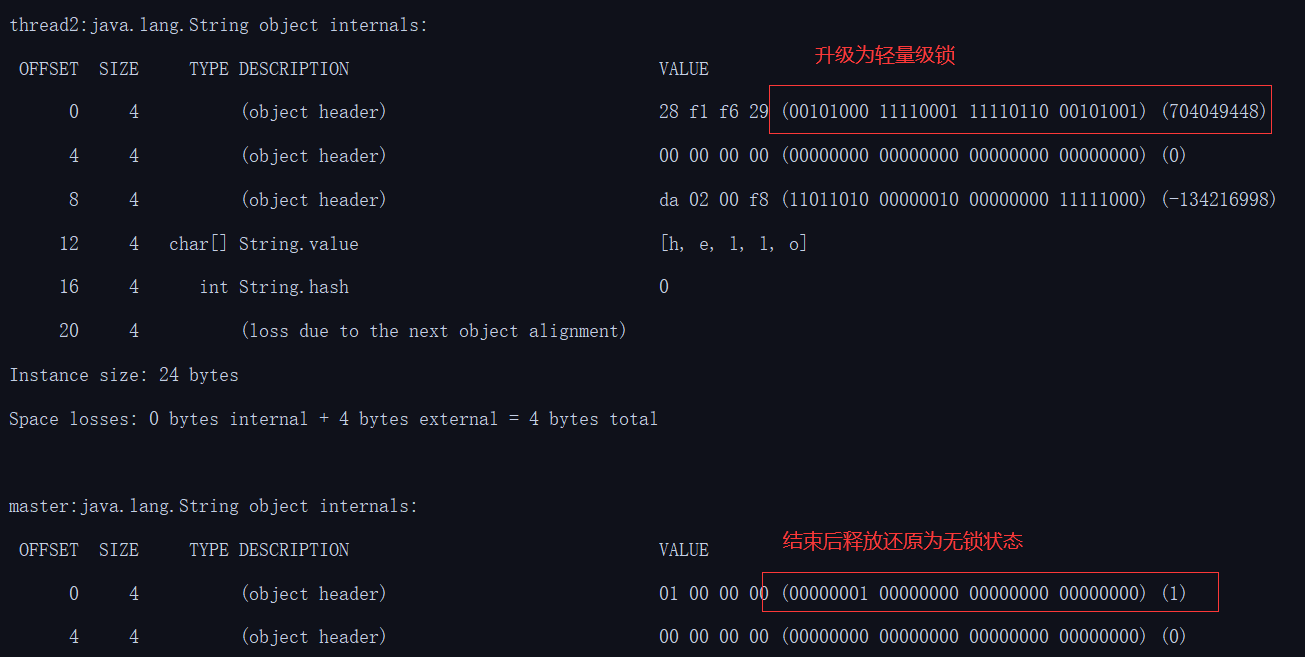 thread2:java.lang.String object internals:
升级为轻量级锁
OFFSET SIZE TYPE DESCRIPTION VALUE
0 4 (object header) 28 f1 f6 29 (00101000 11110001 11110110 00101001) (704049448)
4 4 (object header) 00 00 00 00 (00000000 00000000 00000000 00000000) (0)
8 4 (object header) da 02 00 f8 (11011010 00000010 00000000 11111000) (-134216998)
12 4 char[] String.value [h, e, l, l, o]
16 4 int String.hash 0
20 4 (loss due to the next object alignment)
Instance size: 24 bytes
Space losses: 0 bytes internal + 4 bytes external = 4 bytes total
master:java.lang.String object internals:
结束后释放还原为无锁状态
OFFSET SIZE TYPE DESCRIPTION VALUE
0 4 (object header) 01 00 00 00 (00000001 00000000 00000000 00000000) (1)
4 4 (object header) 00 00 00 00 (00000000 00000000 00000000 00000000) (0)